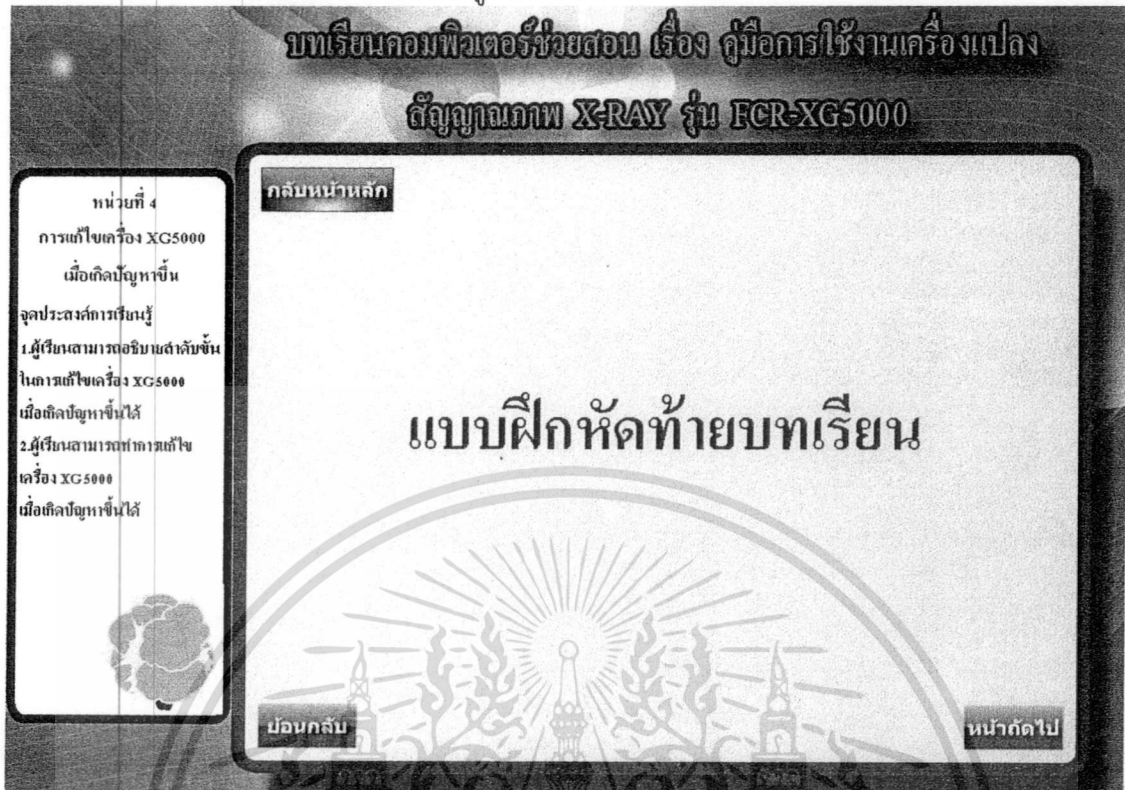 บทเรียนคอมพิวเตอร์ช่วยสอน เรื่อง คู่มือการใช้งานเครื่องแปลง
สัญญาณภาพ X-RAY รุ่น FCR-XG5000
กลับหน้าหลัก
หน่วยที่ 4
การแก้ไขเครื่อง XG5000
เมื่อเกิดปัญหาขึ้น
จุดประสงค์การเรียนรู้
1.ผู้เรียนสามารถอธิบายลำดับขั้น
ในการแก้ไขเครื่อง XG5000
เมื่อเกิดปัญหาขึ้นได้
2.ผู้เรียนสามารถทำการแก้ไข
เครื่อง XG5000
เมื่อเกิดปัญหาขึ้นได้
แบบฝึกหัดท้ายบทเรียน
ย้อนกลับ
หน้าถัดไป